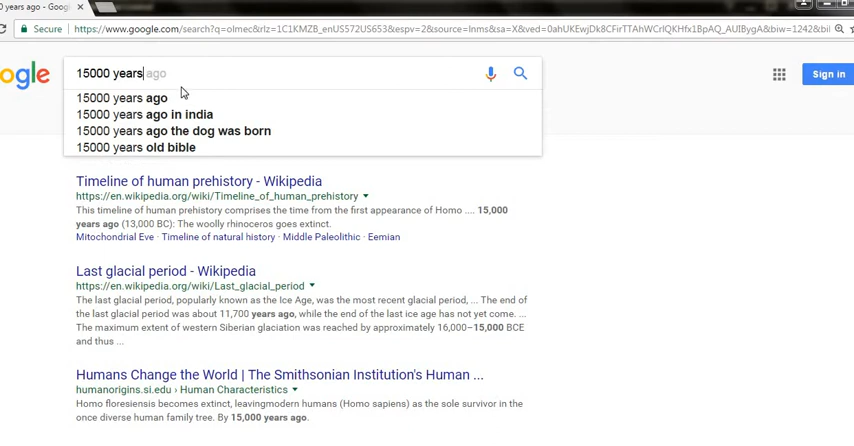 0 years ago - Googl
Secure https://www.google.com/search?q=olmec&rlz=1C1KMZB_enUS572US653&espv=2&source=lnms&sa=X&ved=0ahUKEwjDk8CFirTTAhWCrlQKHfx1BpAQ_AUIBygA&biw=1242&bil
ogle
15000 years ago
Sign in
15000 years ago
15000 years ago in india
15000 years ago the dog was born
15000 years old bible
Timeline of human prehistory - Wikipedia
https://en.wikipedia.org/wiki/Timeline_of_human_prehistory
This timeline of human prehistory comprises the time from the first appearance of Homo .... 15,000
years ago (13,000 BC): The woolly rhinoceros goes extinct.
Mitochondrial Eve · Timeline of natural history · Middle Paleolithic · Eemian
Last glacial period - Wikipedia
https://en.wikipedia.org/wiki/Last_glacial_period
The last glacial period, popularly known as the Ice Age, was the most recent glacial period, ... The end of
the last glacial period was about 11,700 years ago, while the end of the last ice age has not yet come. ...
The maximum extent of western Siberian glaciation was reached by approximately 16,000–15,000 BCE
and thus ...
Humans Change the World | The Smithsonian Institution's Human ...
humanorigins.si.edu › Human Characteristics
Homo floresiensis becomes extinct, leavingmodern humans (Homo sapiens) as the sole survivor in the
once diverse human family tree. By 15,000 years ago.